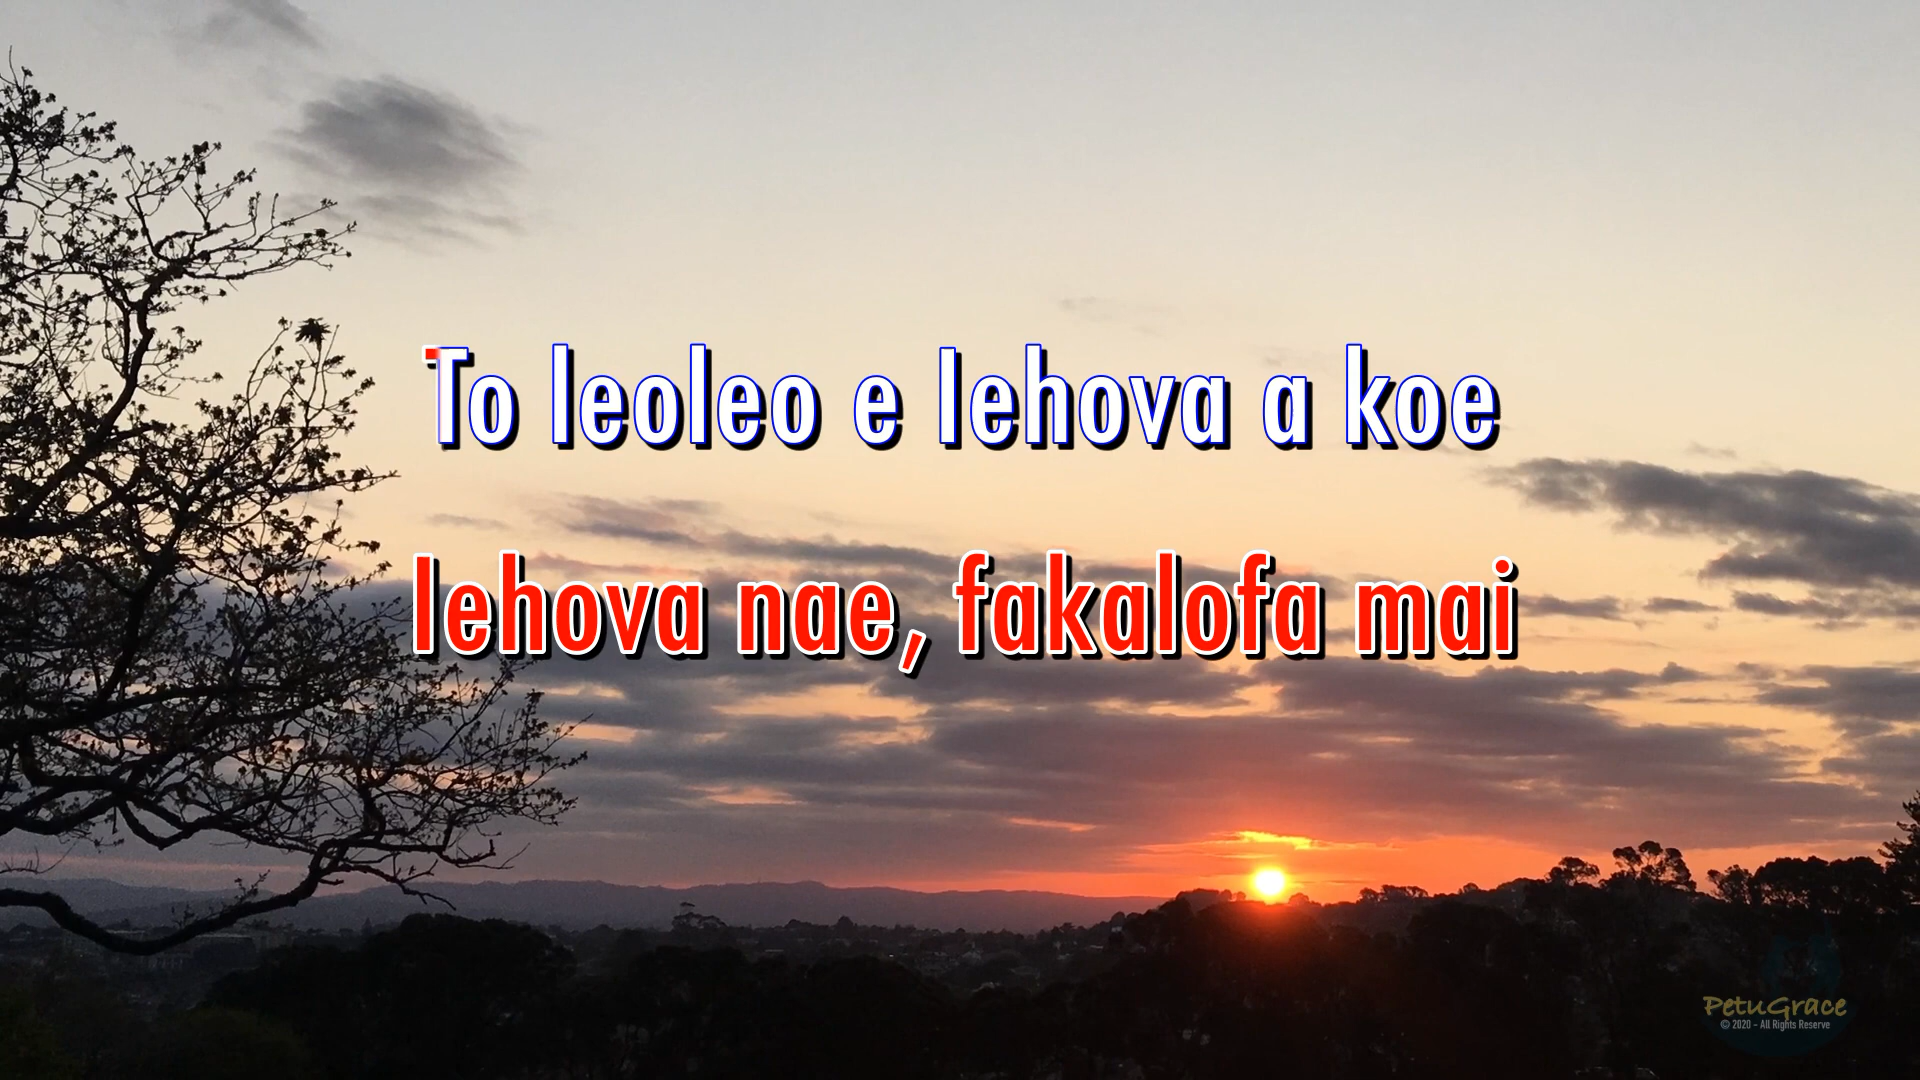 To leoleo e Iehova a koe
Iehova nae, fakalofa mai
PetuGrace
© 2020 - All Rights Reserve